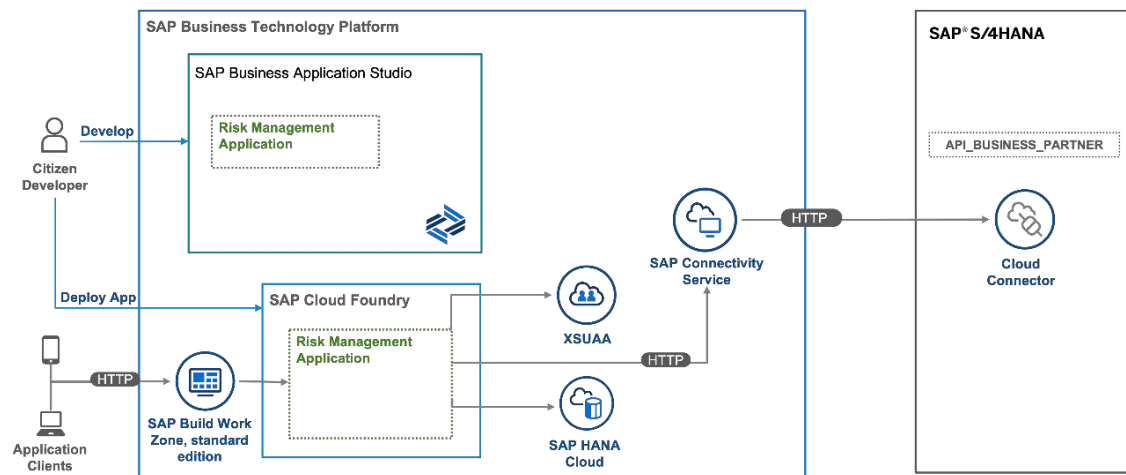 SAP Business Technology Platform
SAP® S/4HANA
SAP Business Application Studio
Risk Management
Application
Develop
Citizen
Developer
API_BUSINESS_PARTNER
HTTP
SAP Connectivity
Service
Cloud
Connector
Deploy App
SAP Cloud Foundry
Risk Management
Application
XSUAA
HTTP
HTTP
SAP Build Work
Zone, standard
edition
SAP HANA
Cloud
Application
Clients